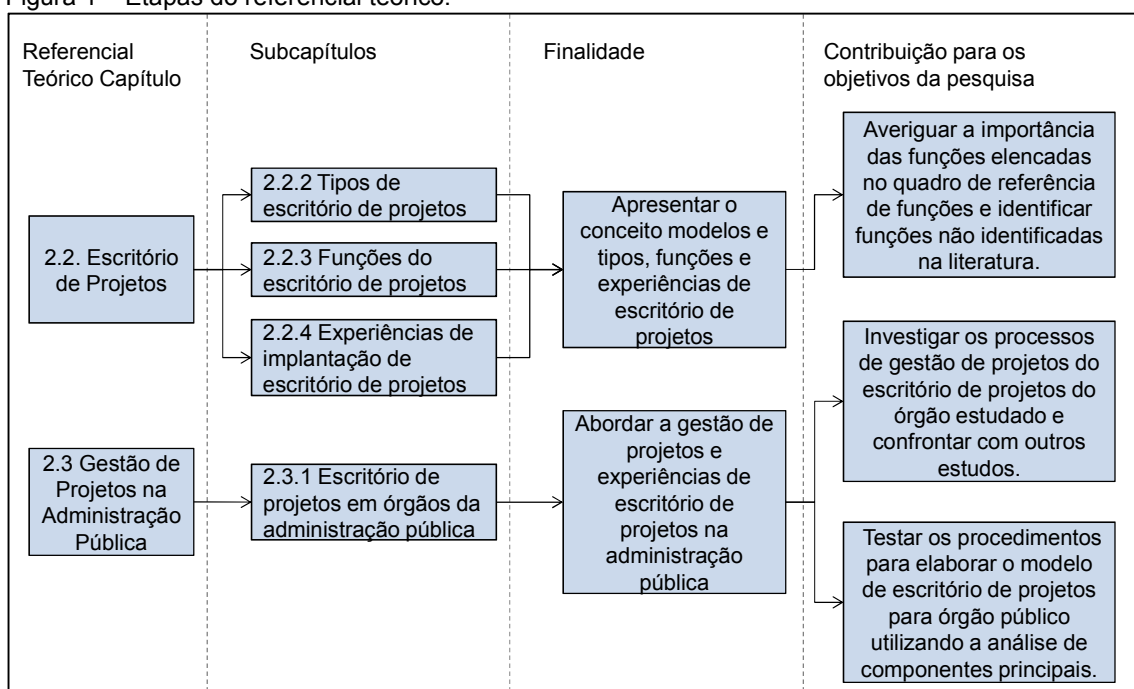 Figura 1 – Etapas do referencial teórico.
Referencial
Teórico Capítulo
Subcapítulos
Finalidade
Contribuição para os
objetivos da pesquisa
2.2. Escritório
de Projetos
2.2.2 Tipos de
escritório de projetos
2.2.3 Funções do
escritório de projetos
2.2.4 Experiências de
implantação de
escritório de projetos
Apresentar o
conceito modelos e
tipos, funções e
experiências de
escritório de
projetos
Averiguar a importância
das funções elencadas
no quadro de referência
de funções e identificar
funções não identificadas
na literatura.
2.3 Gestão de
Projetos na
Administração
Pública
2.3.1 Escritório de
projetos em órgãos da
administração pública
Abordar a gestão de
projetos e
experiências de
escritório de
projetos na
administração
pública
Investigar os processos
de gestão de projetos do
escritório de projetos do
órgão estudado e
confrontar com outros
estudos.
Testar os procedimentos
para elaborar o modelo
de escritório de projetos
para órgão público
utilizando a análise de
componentes principais.